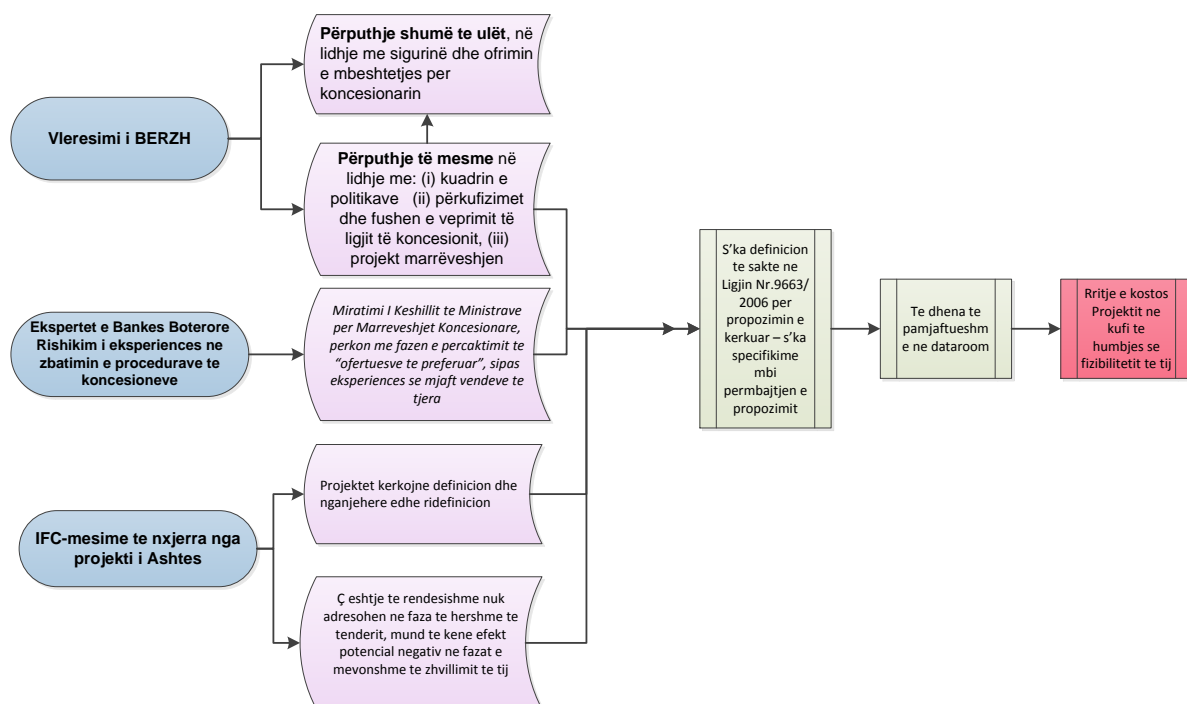 Përputhje shumë te ulët, në
lidhje me sigurinë dhe ofrimin
e mbeshtetjes per
koncesionarin
Vleresimi i BERZH
Përputhje të mesme në
lidhje me: (i) kuadrin e
politikave (ii) përkufizimet
dhe fushen e veprimit të
ligjit të koncesionit, (iii)
projekt marrëveshjen
Ekspertet e Bankes Boterore
Rishikim i eksperiences ne
zbatimin e procedurave te
koncesioneve
Miratimi I Keshillit te Ministrave
per Marreveshjet Koncesionare,
perkon me fazen e percaktimit te
“ofertuesve te preferuar”, sipas
eksperiences se mjaft vendeve te
tjera
IFC-mesime te nxjerra nga
projekti i Ashtes
Projektet kerkojne definicion dhe
nganjehere edhe ridefinicion
Ç eshtje te rendesishme nuk
adresohen ne faza te hershme te
tenderit, mund te kene efekt
potencial negativ ne fazat e
mevonshme te zhvillimit te tij
S’ka definicion
te sakte ne
Ligjin Nr.9663/
2006 per
propozimin e
kerkuar – s’ka
specifikime
mbi
permbajtjen e
propozimit
Te dhena te
pamjaftueshm
e ne dataroom
Rritje e kostos
Projektit ne
kufi te
humbjes se
fizibilitetit te tij